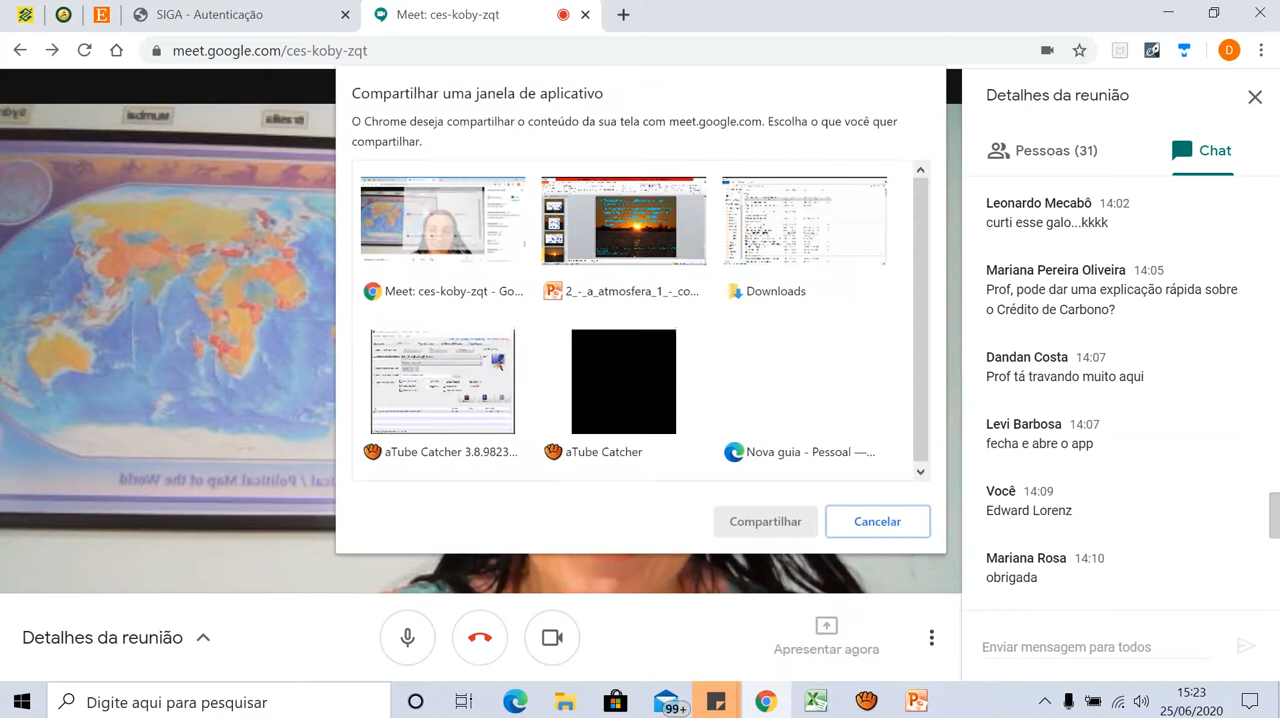 SIGA - Autenticação
Meet: ces-koby-zqt
meet.google.com/ces-koby-zqt
D
Compartilhar uma janela de aplicativo
O Chrome deseja compartilhar o conteúdo da sua tela com meet.google.com. Escolha o que você quer
compartilhar.
Meet: ces-koby-zqt - Go...
2_-_a_atmosfera_1_-_co...
Downloads
aTube Catcher 3.8.9823...
aTube Catcher
Nova guia - Pessoal —...
Compartilhar
Cancelar
Detalhes da reunião
Pessoas (31)
Chat
Leonardo Mecario 14:02
curti esse galo...kkkk
Mariana Pereira Oliveira 14:05
Prof, pode dar uma explicação rápida sobre
o Crédito de Carbono?
Dandan Costa 14:07
Prof tá travando muito aqui
Levi Barbosa 14:07
fecha e abre o app
Você 14:09
Edward Lorenz
Mariana Rosa 14:10
obrigada
Enviar mensagem para todos
Detalhes da reunião
Apresentar agora
Digite aqui para pesquisar
99+
15:23
25/06/2020